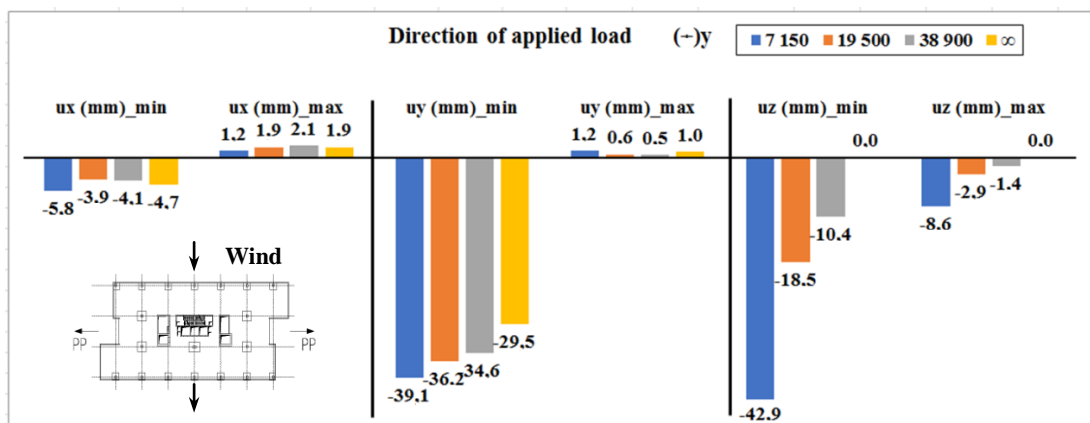 Direction of applied load (-)y
7 150 19 500 38 900 ∞
ux (mm)_min ux (mm)_max uy (mm)_min uy (mm)_max uz (mm)_min uz (mm)_max
1.2 1.9 2.1 1.9 1.2 0.6 0.5 1.0 0.0 0.0
-5.8 -3.9 -4.1 -4.7
-39.1 -36.2 -34.6 -29.5
-42.9 -18.5 -10.4
-8.6 -2.9 -1.4
Wind
PP PP